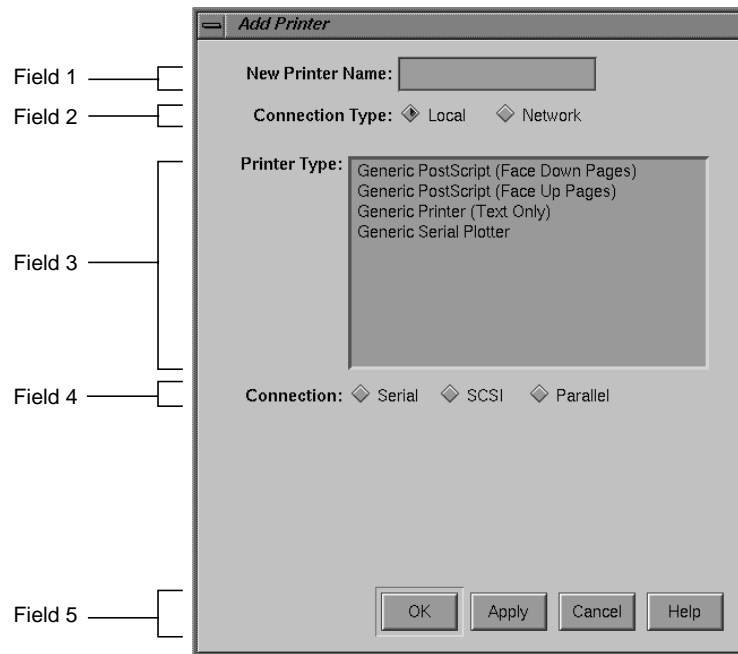 Add Printer
Field 1
New Printer Name:
Field 2
Connection Type: Local Network
Field 3
Printer Type:
Generic PostScript (Face Down Pages)
Generic PostScript (Face Up Pages)
Generic Printer (Text Only)
Generic Serial Plotter
Field 4
Connection: Serial SCSI Parallel
Field 5
OK Apply Cancel Help